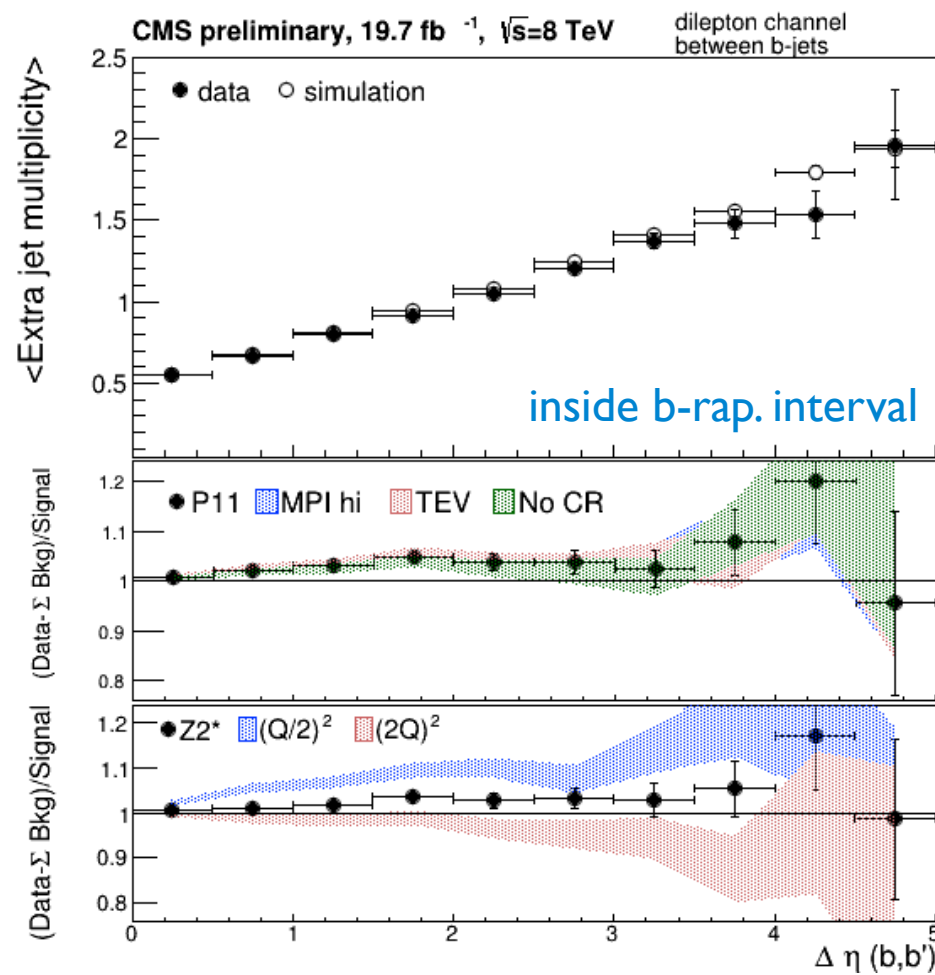 CMS preliminary, 19.7 fb ⁻¹, √s=8 TeV
dilepton channel
between b-jets
<Extra jet multiplicity>
2.5
● data ○ simulation
2
1.5
1
0.5
inside b-rap. interval
(Data-Σ Bkg)/Signal
1.2
● P11 MPI hi TEV No CR
1.1
1
0.9
0.8
(Data-Σ Bkg)/Signal
1.2
● Z2* (Q/2)² (2Q)²
1.1
1
0.9
0.8
0 1 2 3 4 5
Δ η (b,b')